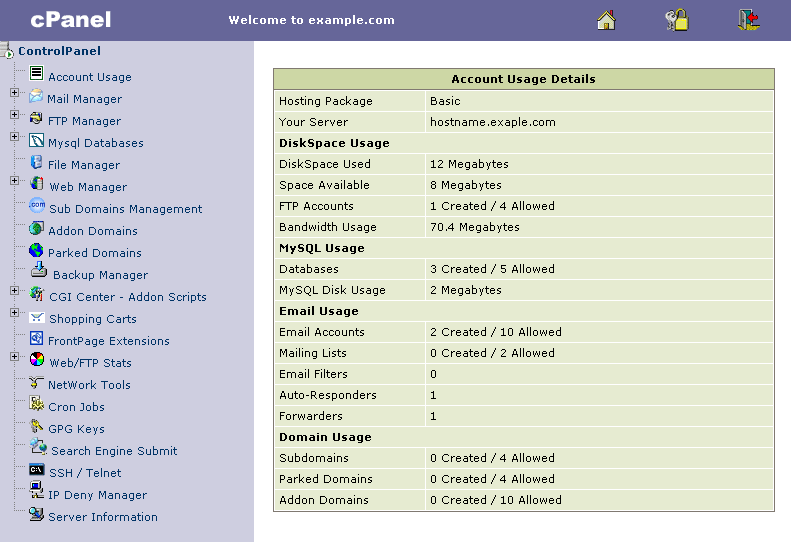 cPanel
Welcome to example.com
ControlPanel
Account Usage
Mail Manager
FTP Manager
Mysql Databases
File Manager
Web Manager
.com Sub Domains Management
Addon Domains
Parked Domains
Backup Manager
CGI Center - Addon Scripts
Shopping Carts
FrontPage Extensions
Web/FTP Stats
NetWork Tools
Cron Jobs
GPG Keys
Search Engine Submit
C:\ SSH / Telnet
IP Deny Manager
Server Information
Account Usage Details
Hosting Package Basic
Your Server hostname.exaple.com
DiskSpace Usage
DiskSpace Used 12 Megabytes
Space Available 8 Megabytes
FTP Accounts 1 Created / 4 Allowed
Bandwidth Usage 70.4 Megabytes
MySQL Usage
Databases 3 Created / 5 Allowed
MySQL Disk Usage 2 Megabytes
Email Usage
Email Accounts 2 Created / 10 Allowed
Mailing Lists 0 Created / 2 Allowed
Email Filters 0
Auto-Responders 1
Forwarders 1
Domain Usage
Subdomains 0 Created / 4 Allowed
Parked Domains 0 Created / 4 Allowed
Addon Domains 0 Created / 10 Allowed